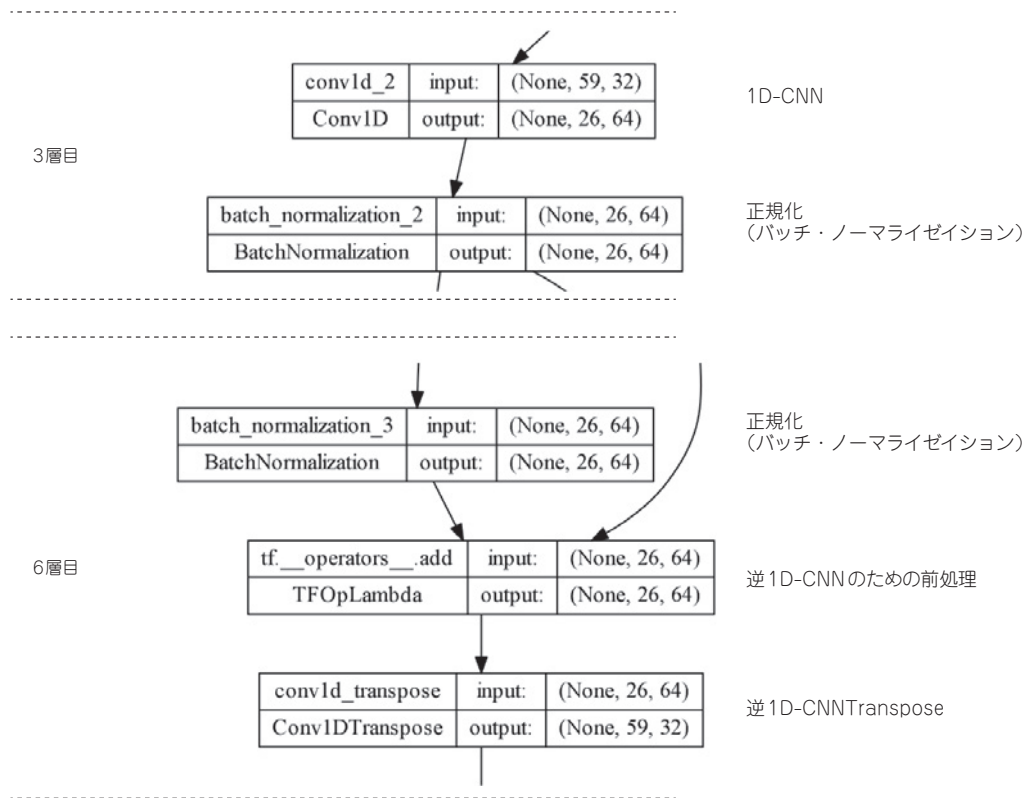 conv1d_2 input: (None, 59, 32)
Conv1D output: (None, 26, 64)
1D-CNN
3層目
batch_normalization_2 input: (None, 26, 64)
BatchNormalization output: (None, 26, 64)
正規化
(バッチ・ノーマライゼイション)
batch_normalization_3 input: (None, 26, 64)
BatchNormalization output: (None, 26, 64)
正規化
(バッチ・ノーマライゼイション)
6層目
tf.__operators__.add input: (None, 26, 64)
TFOpLambda output: (None, 26, 64)
逆1D-CNNのための前処理
conv1d_transpose input: (None, 26, 64)
Conv1DTranspose output: (None, 59, 32)
逆1D-CNNTranspose